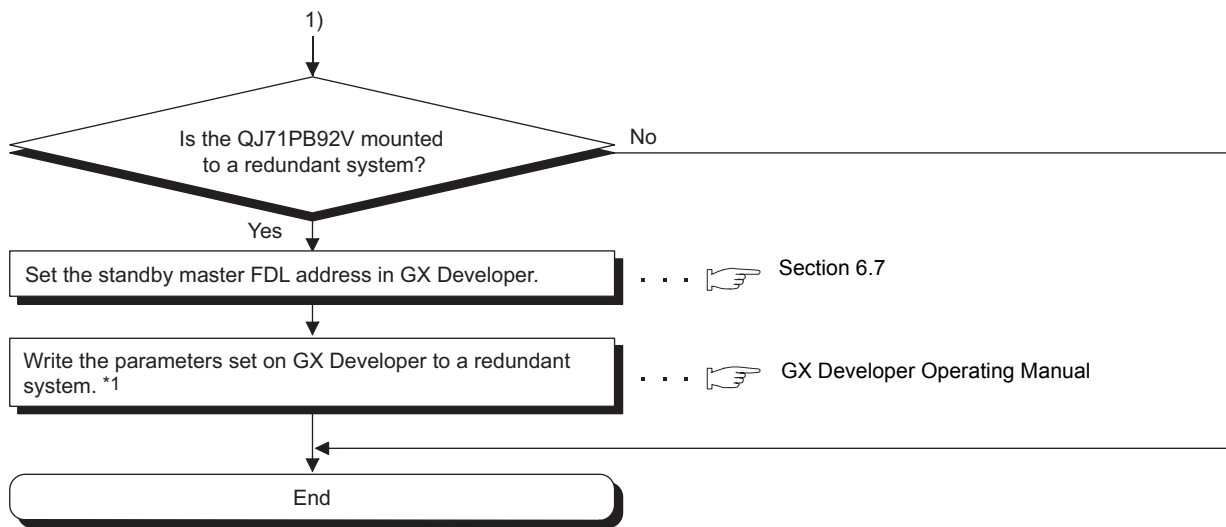 1)
Is the QJ71PB92V mounted
to a redundant system?
No
Yes
Set the standby master FDL address in GX Developer.
. . . Section 6.7
Write the parameters set on GX Developer to a redundant
system. *1
. . . GX Developer Operating Manual
End